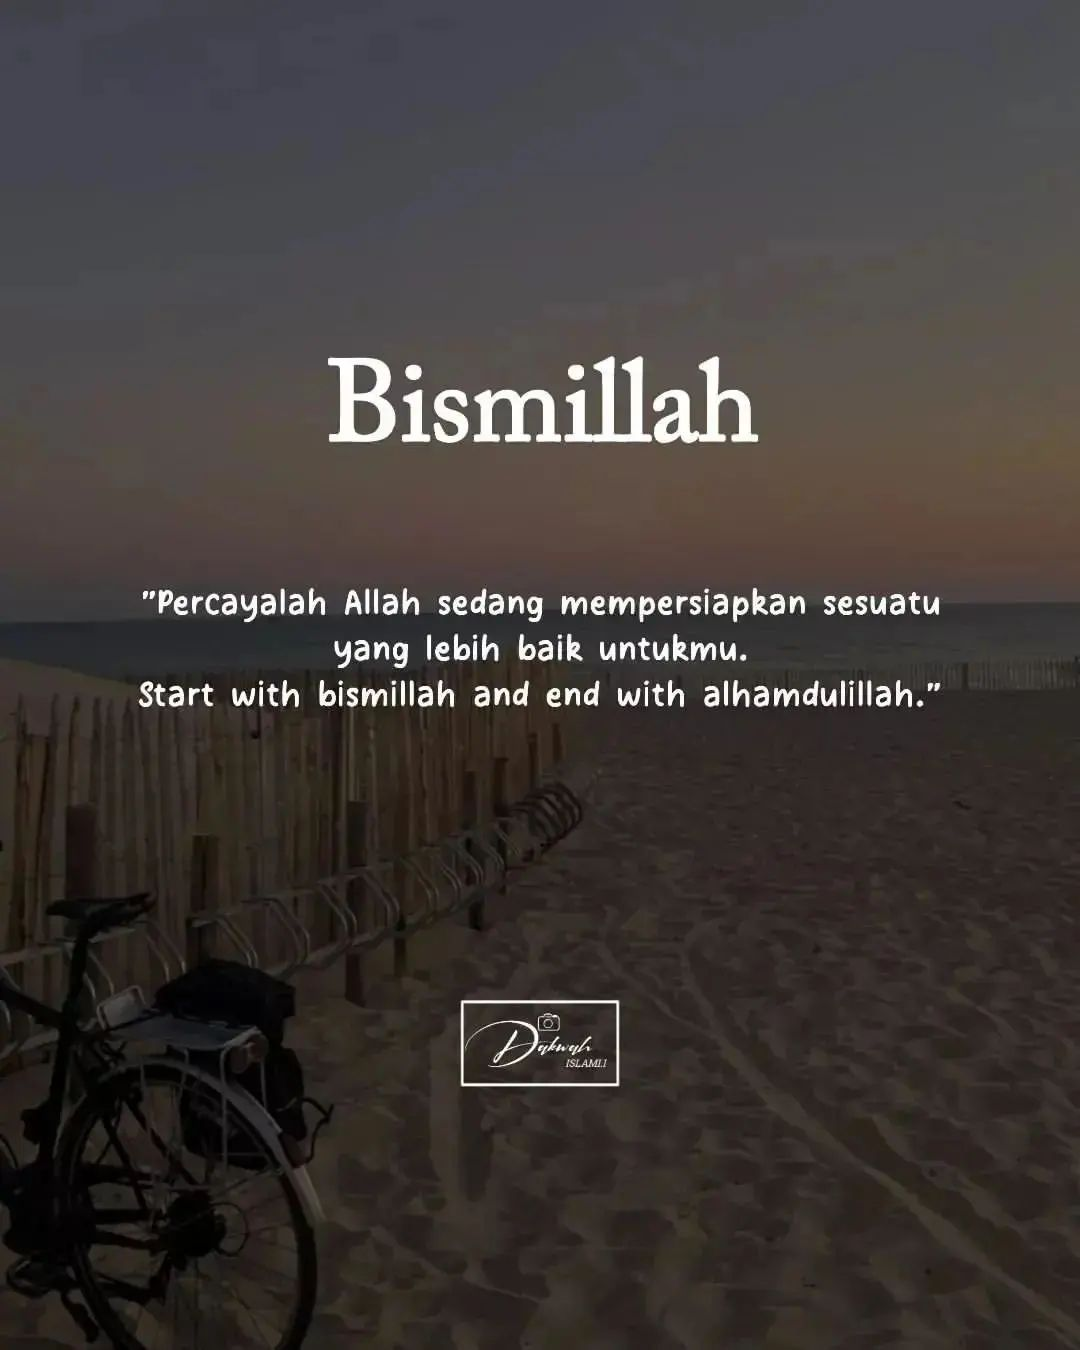 Bismillah
"Percayalah Allah sedang mempersiapkan sesuatu
yang lebih baik untukmu.
Start with bismillah and end with alhamdulillah."
Dakwah
ISLAMI.I